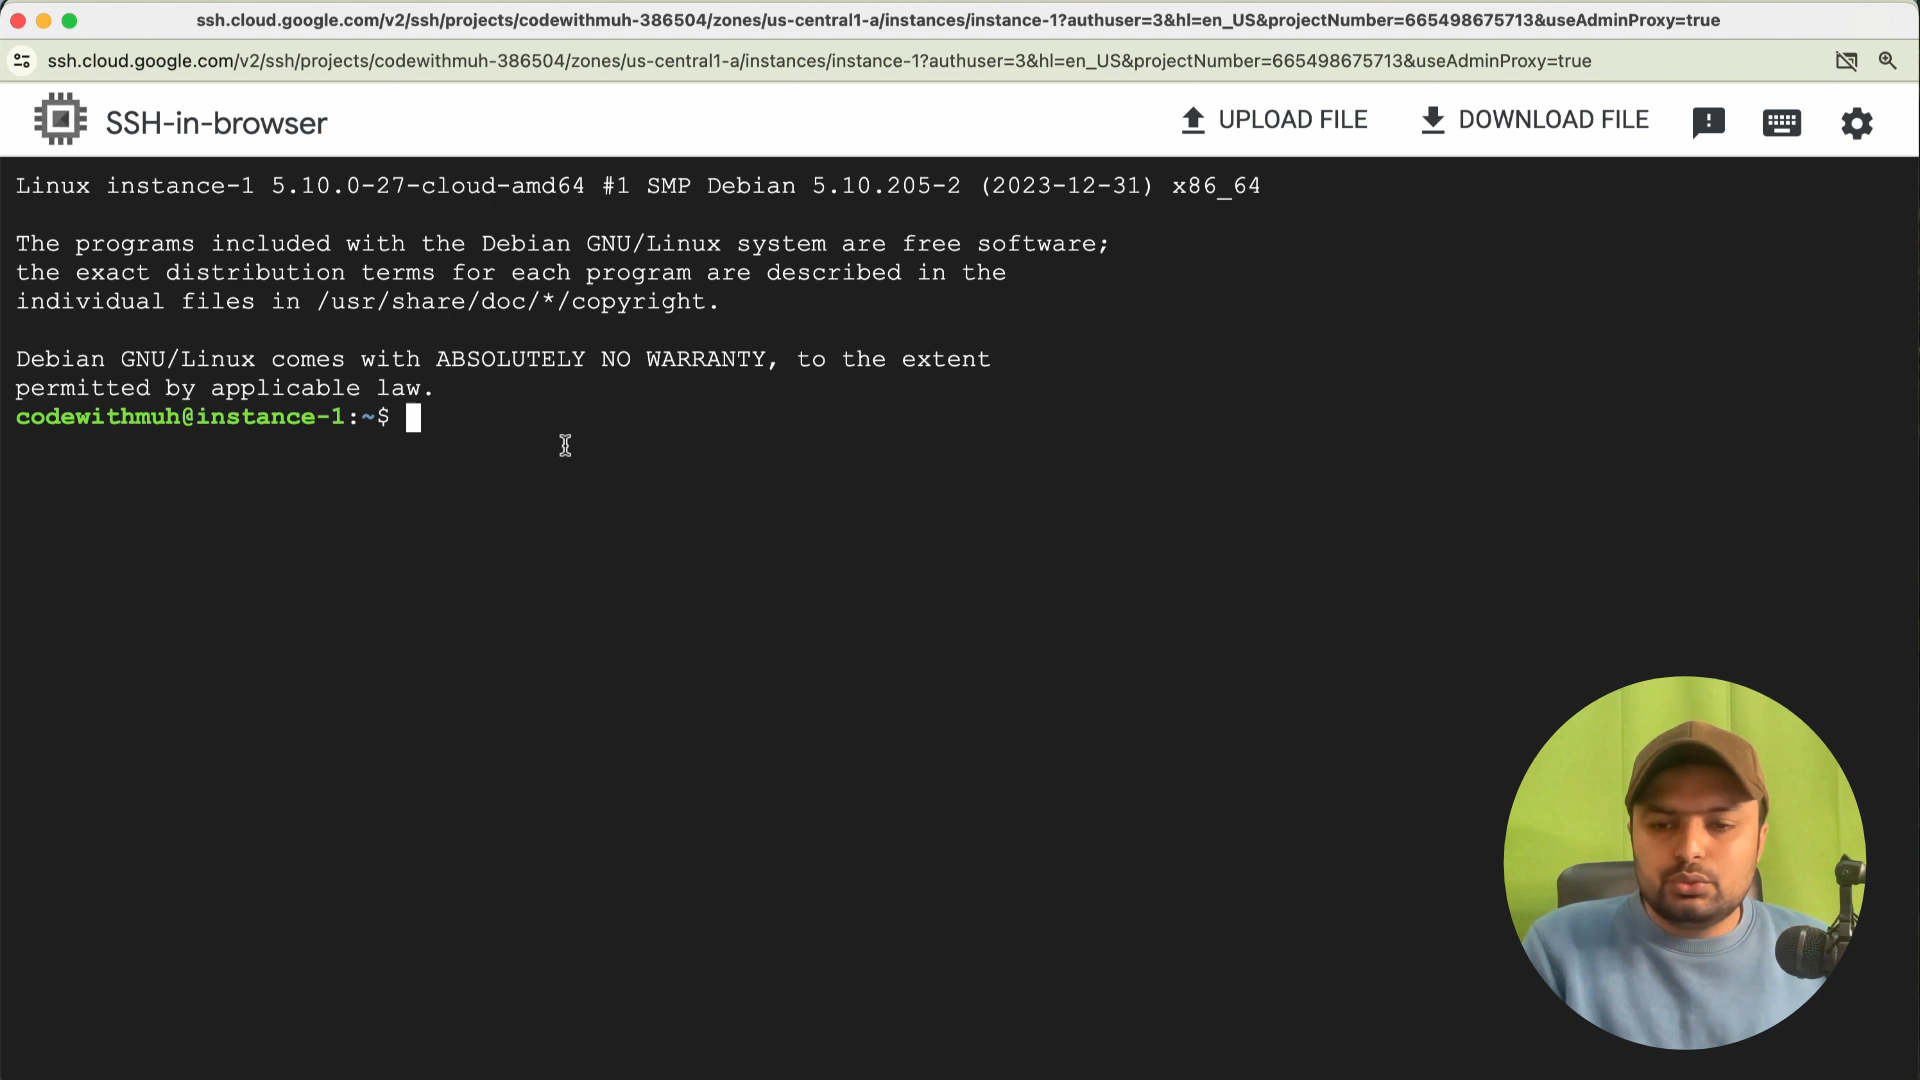 ssh.cloud.google.com/v2/ssh/projects/codewithmuh-386504/zones/us-central1-a/instances/instance-1?authuser=3&hl=en_US&projectNumber=665498675713&useAdminProxy=true
ssh.cloud.google.com/v2/ssh/projects/codewithmuh-386504/zones/us-central1-a/instances/instance-1?authuser=3&hl=en_US&projectNumber=665498675713&useAdminProxy=true
SSH-in-browser
UPLOAD FILE
DOWNLOAD FILE
Linux instance-1 5.10.0-27-cloud-amd64 #1 SMP Debian 5.10.205-2 (2023-12-31) x86_64
The programs included with the Debian GNU/Linux system are free software;
the exact distribution terms for each program are described in the
individual files in /usr/share/doc/*/copyright.
Debian GNU/Linux comes with ABSOLUTELY NO WARRANTY, to the extent
permitted by applicable law.
codewithmuh@instance-1:~$